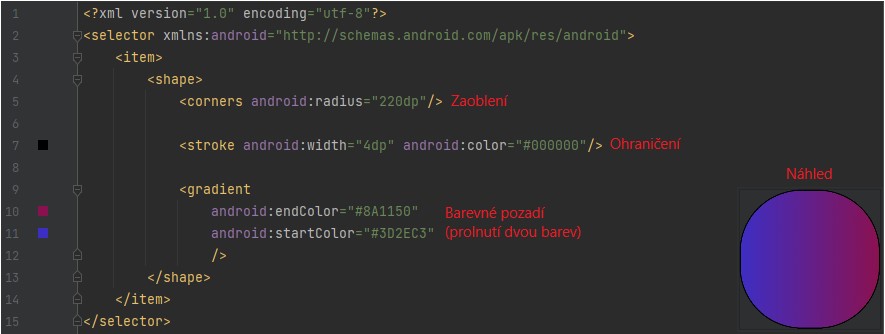 1 <?xml version="1.0" encoding="utf-8"?>
2 <selector xmlns:android="http://schemas.android.com/apk/res/android">
3 <item>
4 <shape>
5 <corners android:radius="220dp"/> Zaoblení
6
7 <stroke android:width="4dp" android:color="#000000"/> Ohraničení
8
Náhled
9 <gradient
10 android:endColor="#8A1150" Barevné pozadí
11 android:startColor="#3D2EC3" (prolnutí dvou barev)
12 />
13 </shape>
14 </item>
15 </selector>